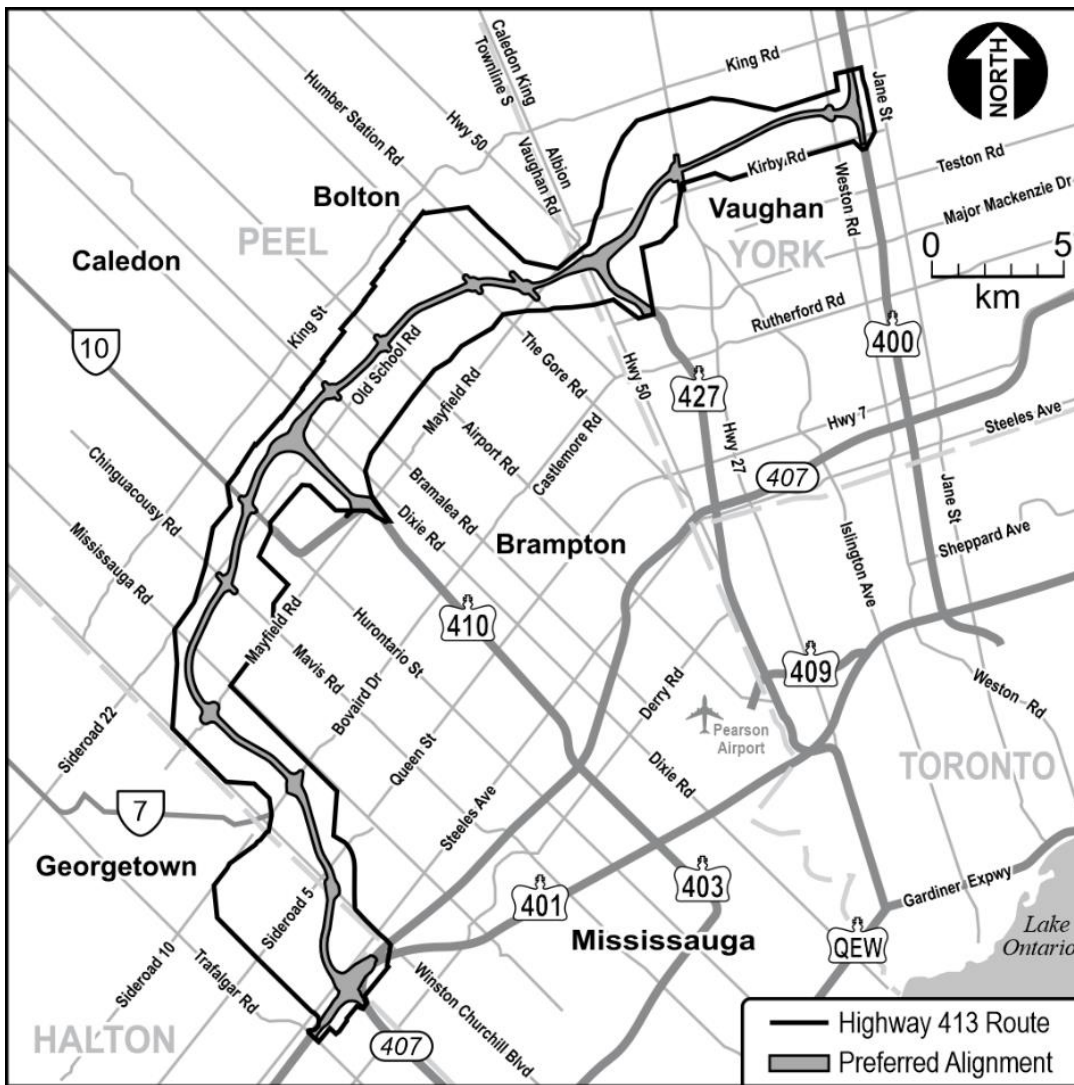 NORTH
King Rd
Jane St
Caledon King
Townline S
Hwy 50
Humber Station Rd
Albion
Vaughan Rd
Kirby Rd
Weston Rd
Teston Rd
Major Mackenzie Dr
Bolton
Vaughan
PEEL
YORK
Caledon
0 5
km
King St
Rutherford Rd
10
Old School Rd
The Gore Rd
Hwy 50
400
Mayfield Rd
427
Hwy 7
Steeles Ave
Airport Rd
Castlemore Rd
Hwy 27
407
Chinguacousy Rd
Bramalea Rd
Dixie Rd
Brampton
Jane St
Mississauga Rd
Islington Ave
Sheppard Ave
Mayfield Rd
Hurontario St
410
Mavis Rd
Derry Rd
409
Weston Rd
Sideroad 22
Bovaird Dr
Queen St
Pearson
Airport
Dixie Rd
TORONTO
7
Steeles Ave
Georgetown
403
Gardiner Expwy
401
Sideroad 5
Mississauga
QEW
Lake
Ontario
Sideroad 10
Trafalgar Rd
Winston Churchill Blvd
HALTON
407
Highway 413 Route
Preferred Alignment